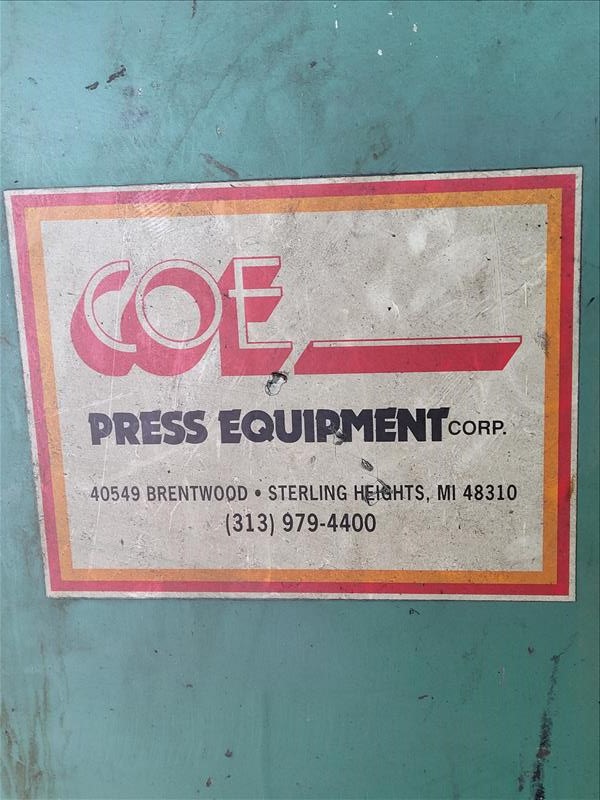 COE
PRESS EQUIPMENT CORP.
40549 BRENTWOOD • STERLING HEIGHTS, MI 48310
(313) 979-4400